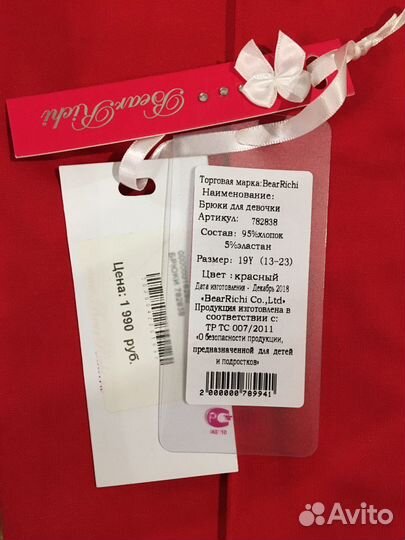 BearRichi
Торговая марка:BearRichi
Наименование:
Брюки для девочки
Артикул: 782838
Состав: 95%хлопок
5%эластан
Размер: 19Y (13-23)
Цвет: красный
Дата изготовления - Декабрь 2018
«BearRichi Co.,Ltd»
Продукция изготовлена в
соответствии с:
ТР ТС 007/2011
«О безопасности продукции,
предназначенной для детей
и подростков»
2 000000 789941
Цена: 1 990 руб.
БРЮКИ 782838
Avito